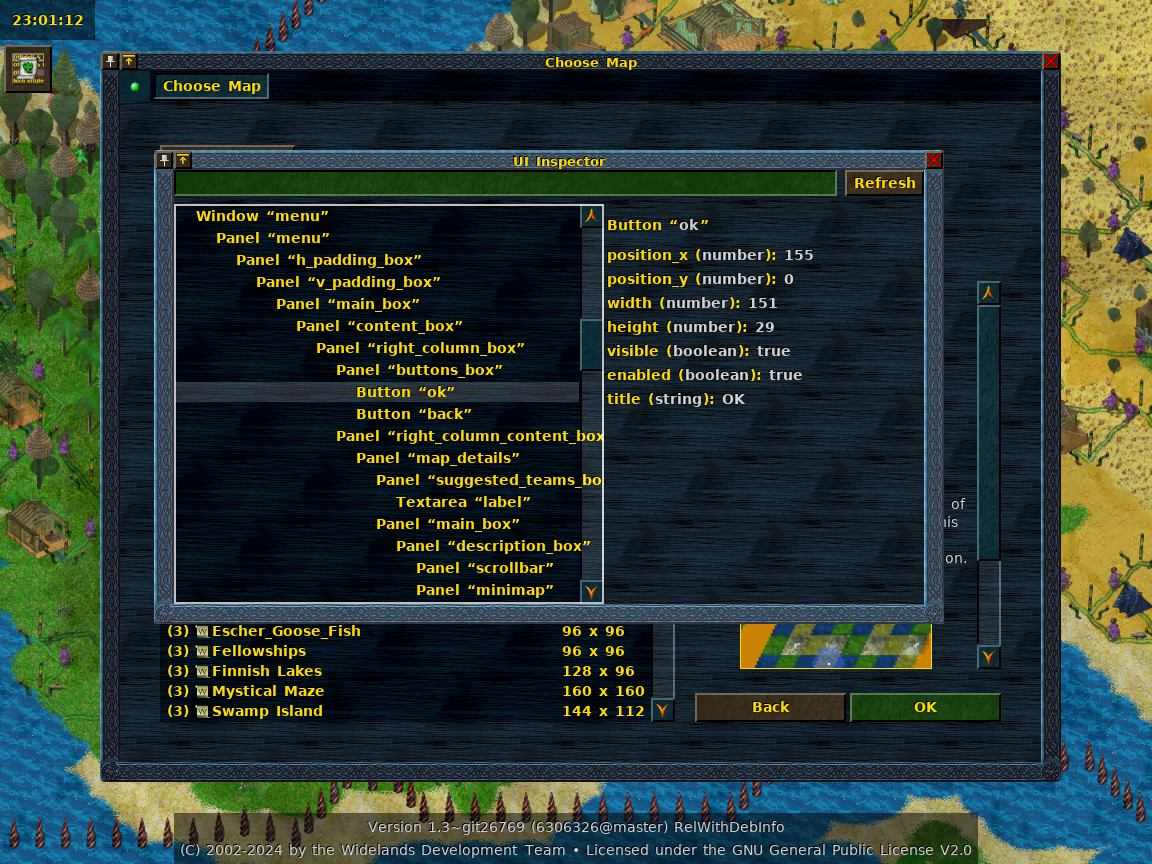 23:01:12
Choose Map
Choose Map
UI Inspector
Refresh
Window “menu”
Panel “menu”
Panel “h_padding_box”
Panel “v_padding_box”
Panel “main_box”
Panel “content_box”
Panel “right_column_box”
Panel “buttons_box”
Button “ok”
Button “back”
Panel “right_column_content_box
Panel “map_details”
Panel “suggested_teams_bo
Textarea “label”
Panel “main_box”
Panel “description_box”
Panel “scrollbar”
Panel “minimap”
Button “ok”
position_x (number): 155
position_y (number): 0
width (number): 151
height (number): 29
visible (boolean): true
enabled (boolean): true
title (string): OK
of
his
on.
(3) Escher_Goose_Fish 96 x 96
(3) Fellowships 96 x 96
(3) Finnish Lakes 128 x 96
(3) Mystical Maze 160 x 160
(3) Swamp Island 144 x 112
Back
OK
Version 1.3~git26769 (6306326@master) RelWithDebInfo
(C) 2002-2024 by the Widelands Development Team • Licensed under the GNU General Public License V2.0